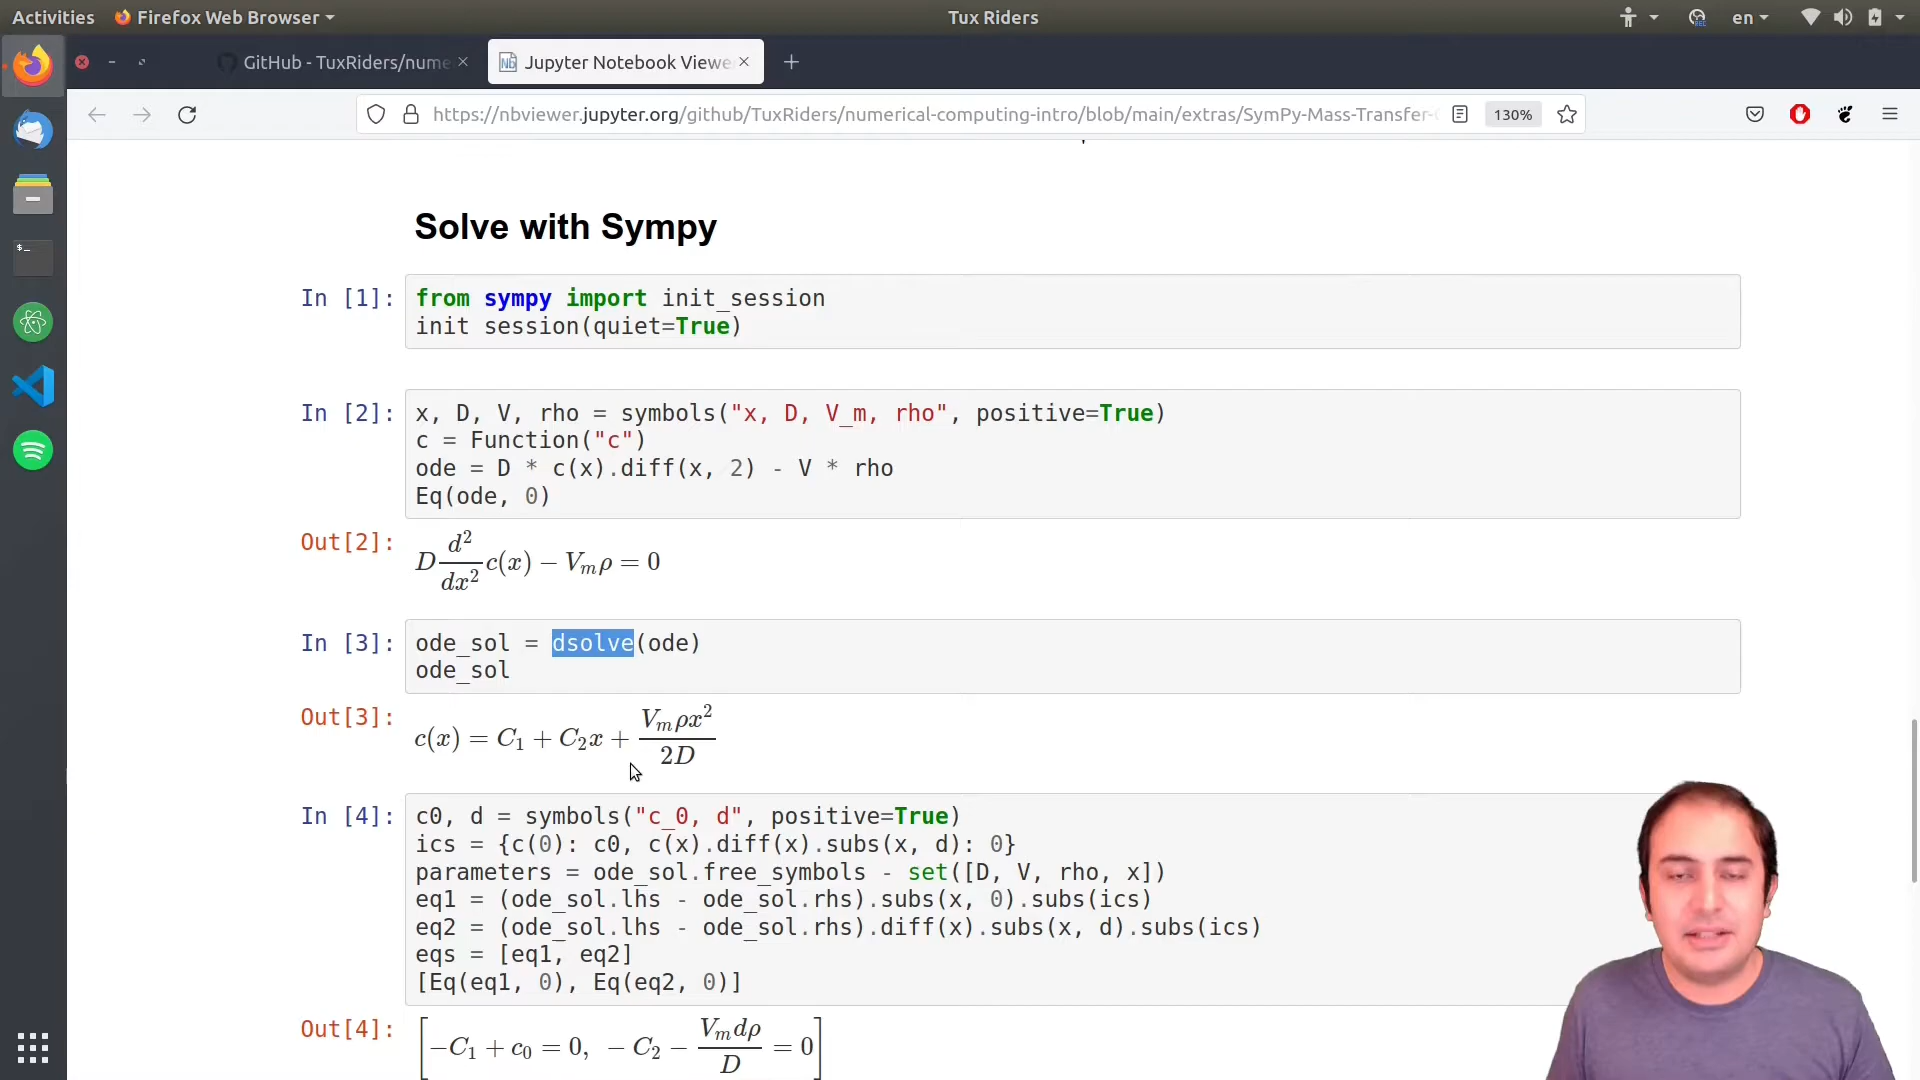 Activities Firefox Web Browser Tux Riders en
GitHub - TuxRiders/nume Jupyter Notebook Viewe
https://nbviewer.jupyter.org/github/TuxRiders/numerical-computing-intro/blob/main/extras/SymPy-Mass-Transfer- 130%
Solve with Sympy
In [1]: from sympy import init_session
init session(quiet=True)
In [2]: x, D, V, rho = symbols("x, D, V_m, rho", positive=True)
c = Function("c")
ode = D * c(x).diff(x, 2) - V * rho
Eq(ode, 0)
Out[2]: D d²/dx² c(x) − Vₘρ = 0
In [3]: ode_sol = dsolve(ode)
ode_sol
Out[3]: c(x) = C₁ + C₂x + Vₘρx²/2D
In [4]: c0, d = symbols("c_0, d", positive=True)
ics = {c(0): c0, c(x).diff(x).subs(x, d): 0}
parameters = ode_sol.free_symbols - set([D, V, rho, x])
eq1 = (ode_sol.lhs - ode_sol.rhs).subs(x, 0).subs(ics)
eq2 = (ode_sol.lhs - ode_sol.rhs).diff(x).subs(x, d).subs(ics)
eqs = [eq1, eq2]
[Eq(eq1, 0), Eq(eq2, 0)]
Out[4]: [−C₁ + c₀ = 0, −C₂ − Vₘdρ/D = 0]